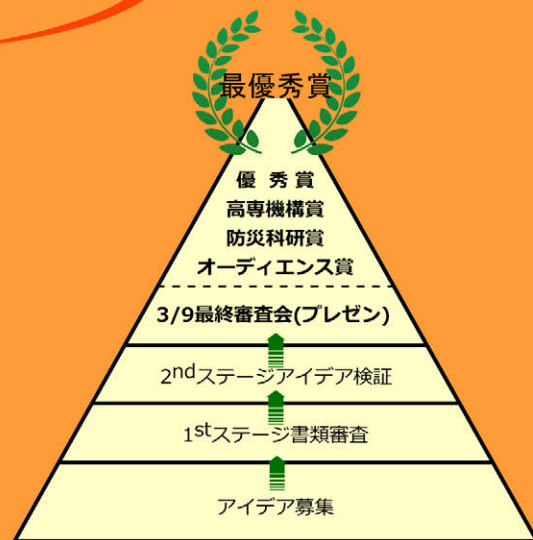 最優秀賞
優 秀 賞
高専機構賞
防災科研賞
オーディエンス賞
3/9最終審査会(プレゼン)
2ndステージアイデア検証
1stステージ書類審査
アイデア募集